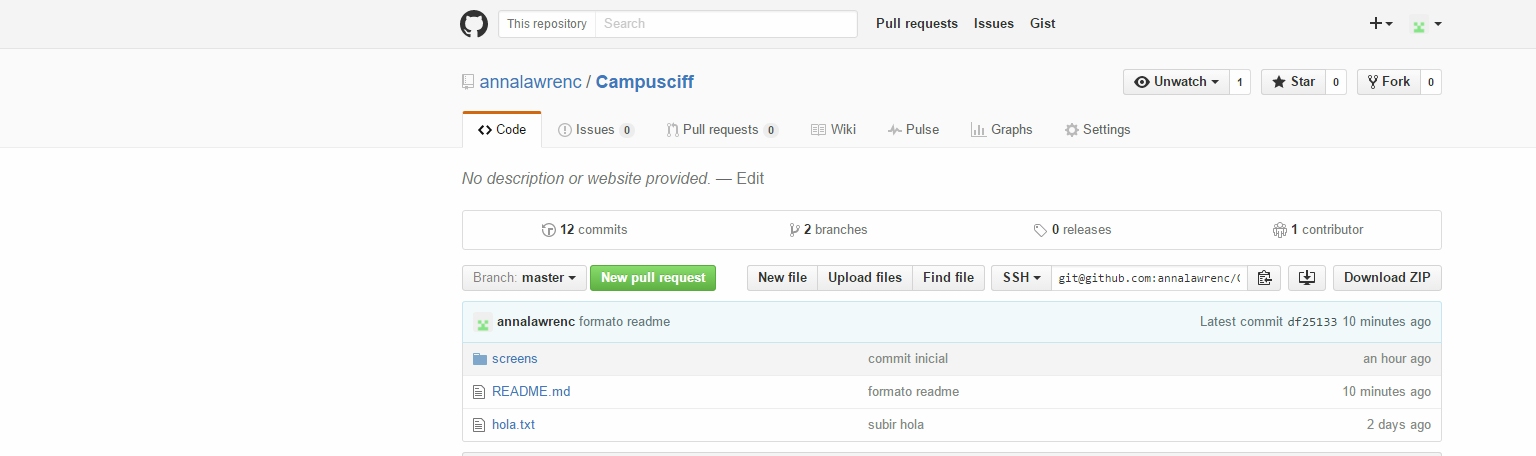 This repository Search Pull requests Issues Gist
annalawrenc / Campusciff Unwatch 1 Star 0 Fork 0
Code Issues 0 Pull requests 0 Wiki Pulse Graphs Settings
No description or website provided. — Edit
12 commits 2 branches 0 releases 1 contributor
Branch: master New pull request New file Upload files Find file SSH git@github.com:annalawrenc/C Download ZIP
annalawrenc formato readme Latest commit df25133 10 minutes ago
screens commit inicial an hour ago
README.md formato readme 10 minutes ago
hola.txt subir hola 2 days ago